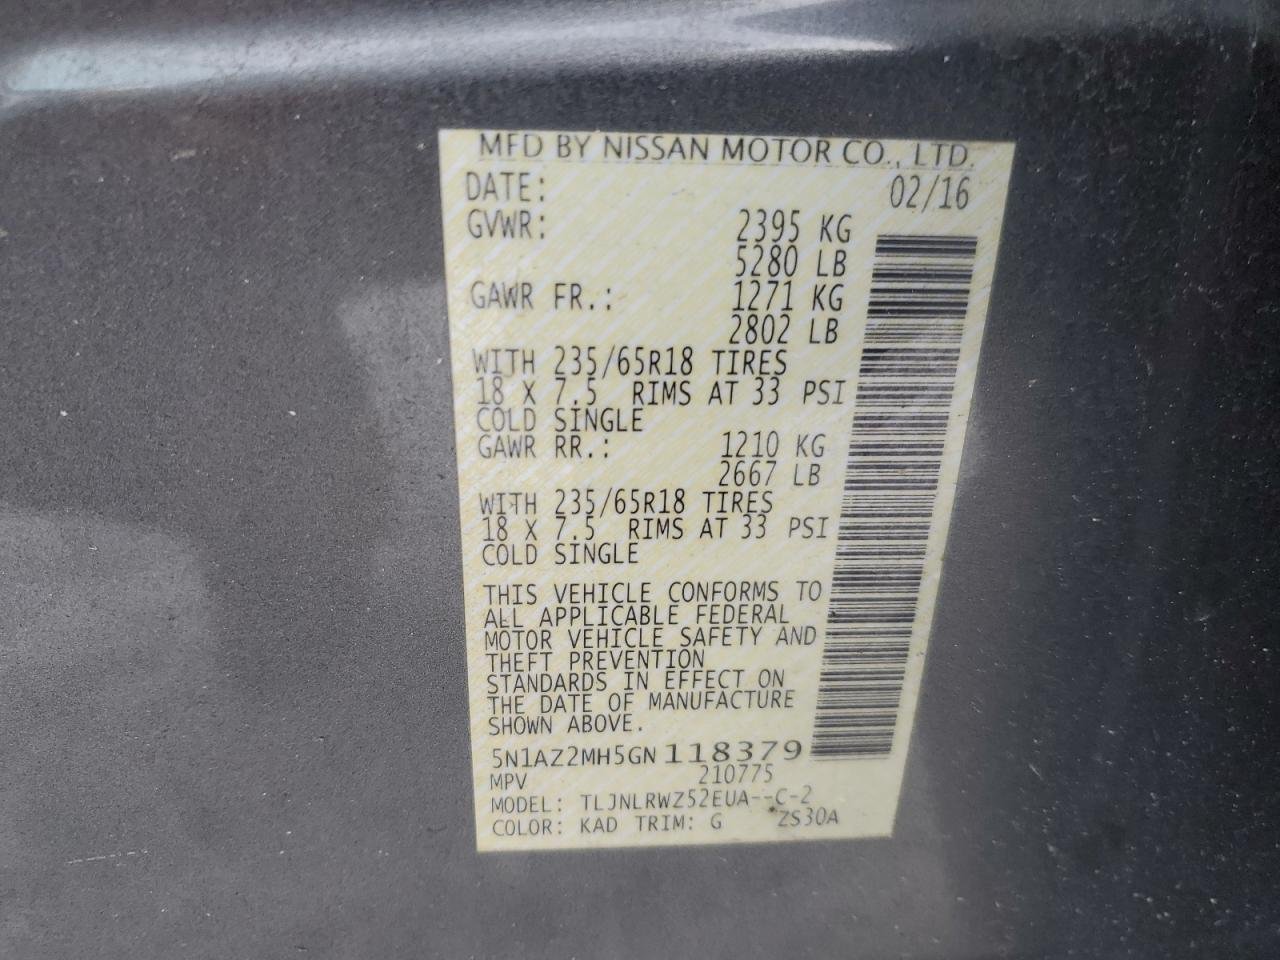 MFD BY NISSAN MOTOR CO., LTD.
DATE: 02/16
GVWR: 2395 KG
5280 LB
GAWR FR.: 1271 KG
2802 LB
WITH 235/65R18 TIRES
18 X 7.5 RIMS AT 33 PSI
COLD SINGLE
GAWR RR.: 1210 KG
2667 LB
WITH 235/65R18 TIRES
18 X 7.5 RIMS AT 33 PSI
COLD SINGLE
THIS VEHICLE CONFORMS TO
ALL APPLICABLE FEDERAL
MOTOR VEHICLE SAFETY AND
THEFT PREVENTION
STANDARDS IN EFFECT ON
THE DATE OF MANUFACTURE
SHOWN ABOVE.
5N1AZ2MH5GN118379
MPV 210775
MODEL: TLJNLRWZ52EUA--C-2
COLOR: KAD TRIM: G ZS30A